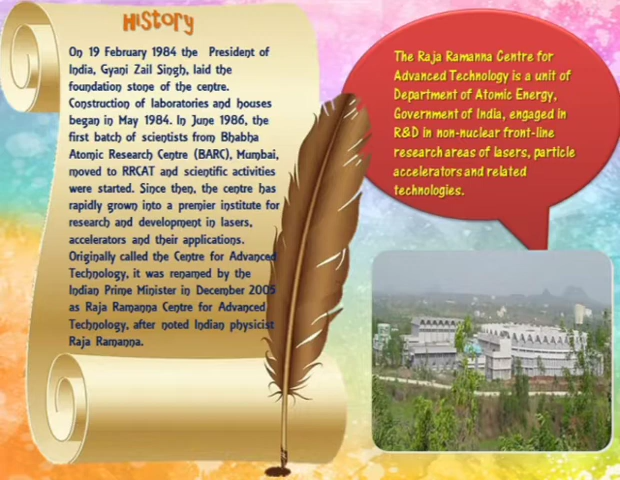 History
On 19 February 1984 the President of
India, Gyani Zail Singh, laid the
foundation stone of the centre.
Construction of laboratories and houses
began in May 1984. In June 1986, the
first batch of scientists from Bhabha
Atomic Research Centre (BARC), Mumbai,
moved to RRCAT and scientific activities
were started. Since then, the centre has
rapidly grown into a premier institute for
research and development in lasers,
accelerators and their applications.
Originally called the Centre for Advanced
Technology, it was renamed by the
Indian Prime Minister in December 2005
as Raja Ramanna Centre for Advanced
Technology, after noted Indian physicist
Raja Ramanna.
The Raja Ramanna Centre for
Advanced Technology is a unit of
Department of Atomic Energy,
Government of India, engaged in
R&D in non-nuclear front-line
research areas of lasers, particle
accelerators and related
technologies.